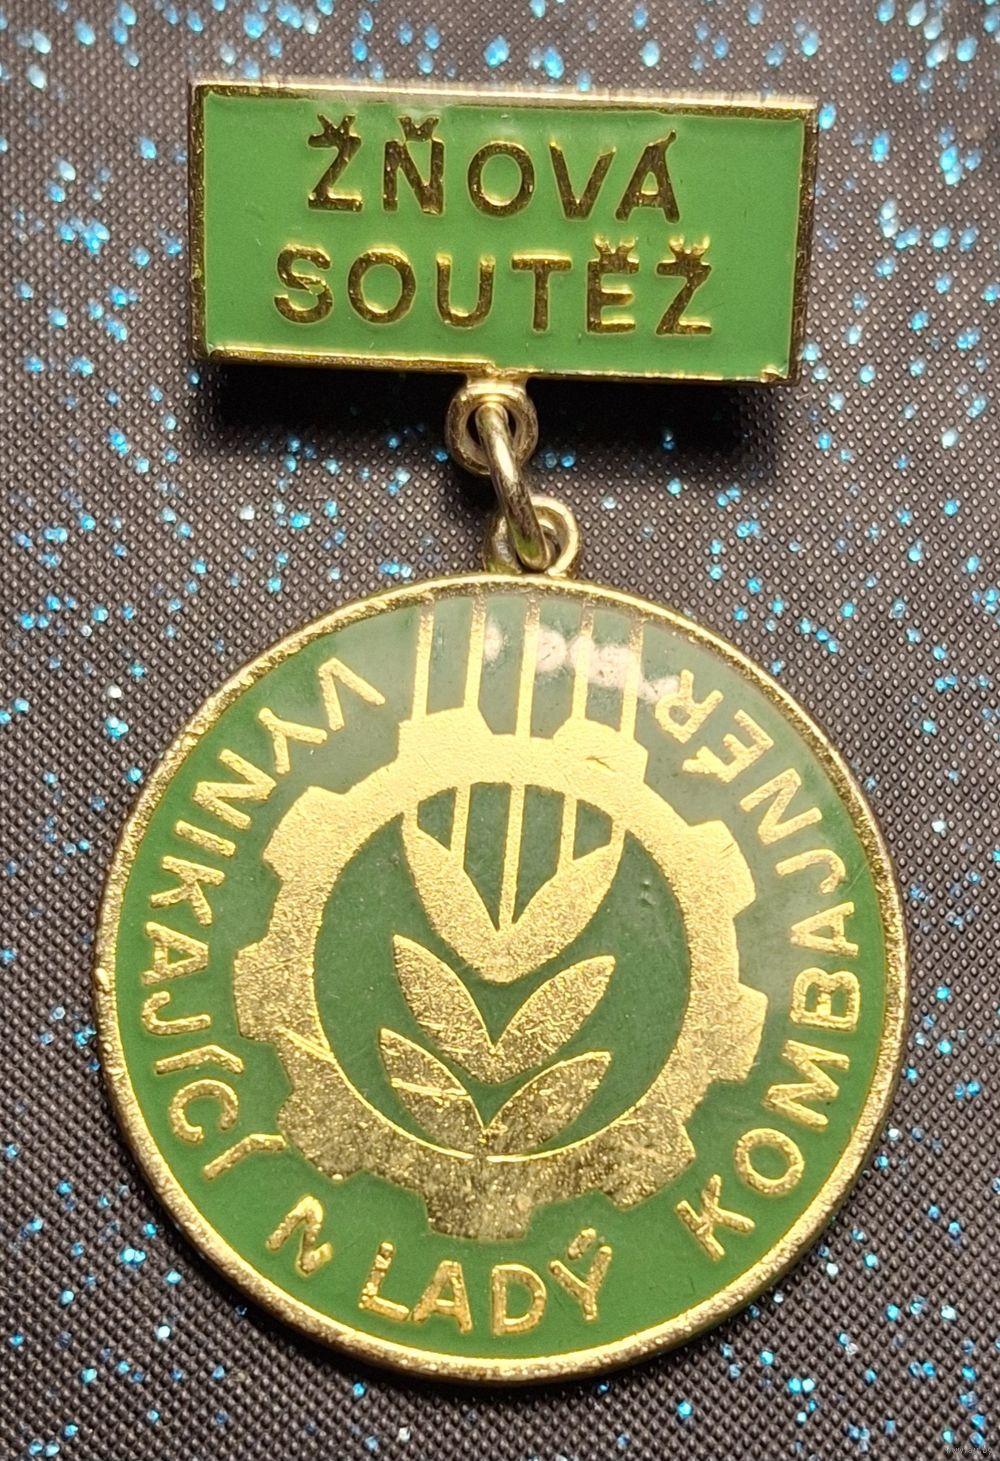 ŽŇOVÁ
SOUTĚŽ
VYNIKAJÍCÍ MLADÝ KOMBAJNÉR